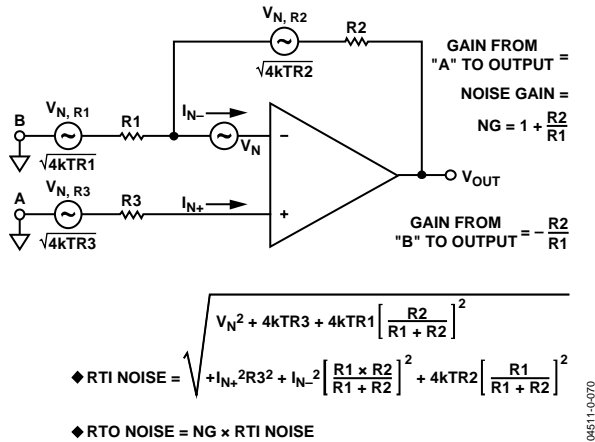 V_N, R2
R2
√4kTR2
GAIN FROM
"A" TO OUTPUT =
NOISE GAIN =
NG = 1 + R2/R1
I_N–
B
V_N, R1
R1
V_N
–
√4kTR1
V_OUT
A
V_N, R3
R3
I_N+
+
√4kTR3
GAIN FROM
"B" TO OUTPUT = – R2/R1
V_N² + 4kTR3 + 4kTR1[R2/(R1 + R2)]²
◆ RTI NOISE = √
+I_N+²R3² + I_N–²[(R1 × R2)/(R1 + R2)]² + 4kTR2[R1/(R1 + R2)]²
◆ RTO NOISE = NG × RTI NOISE
04511-0-070